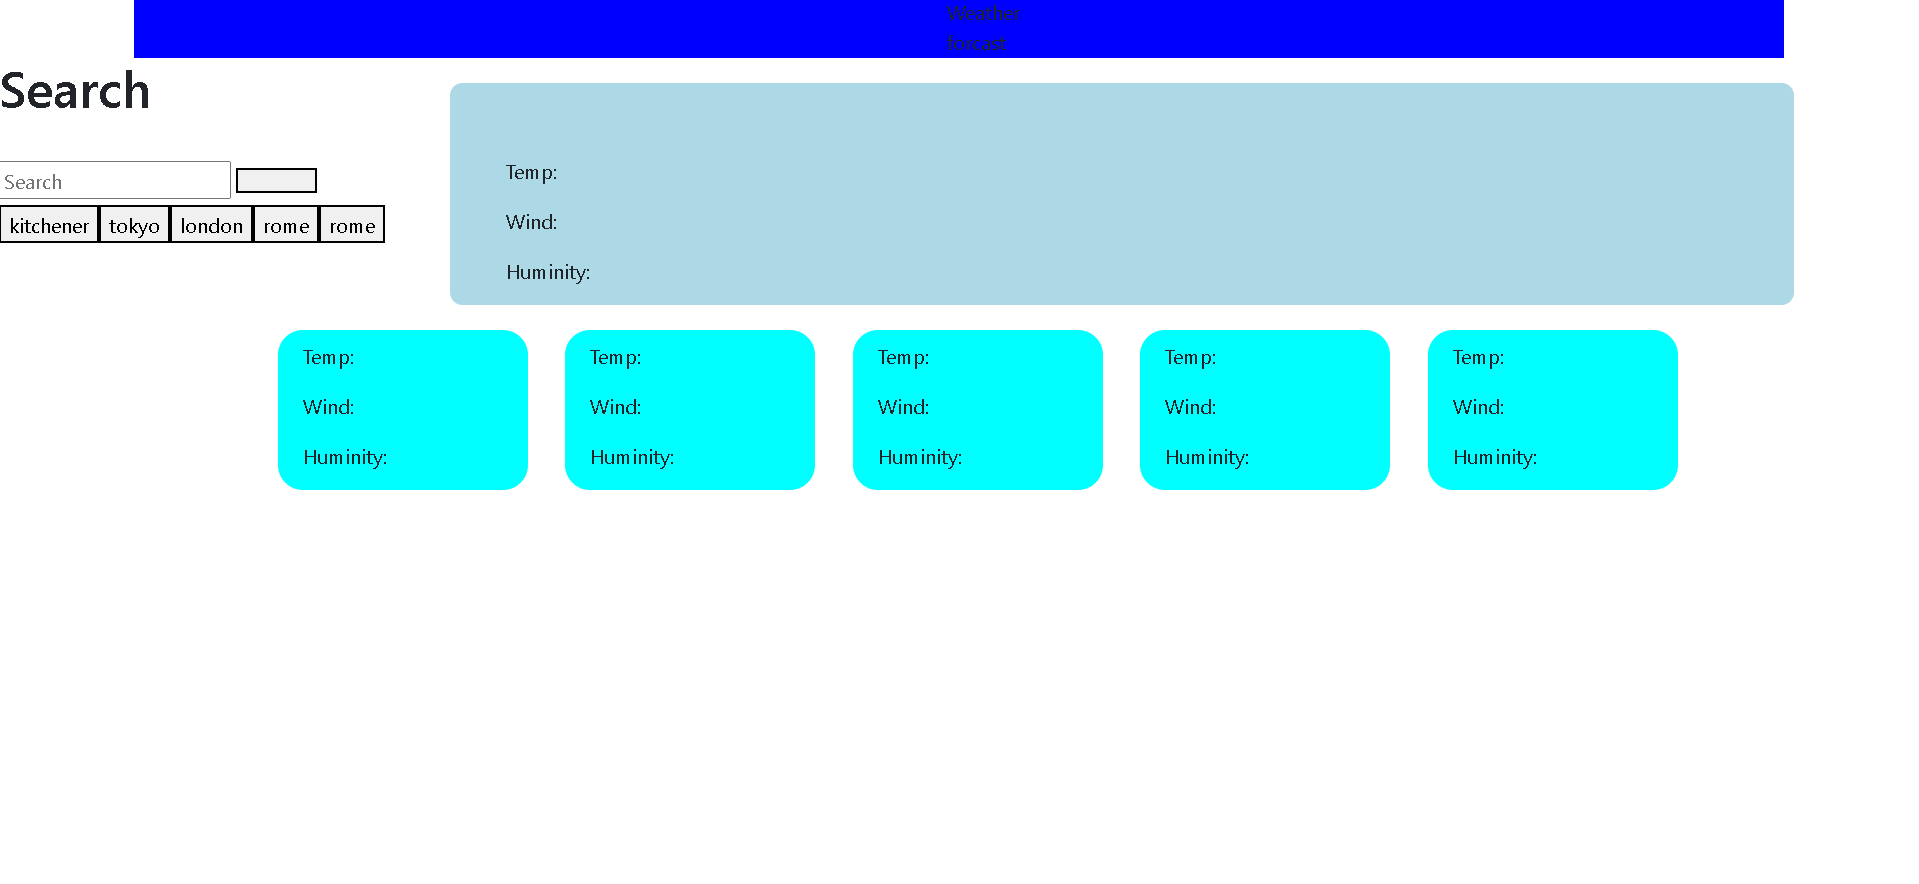 Weather
forcast
Search
Search
kitchener tokyo london rome rome
Temp:
Wind:
Huminity:
Temp: Temp: Temp: Temp: Temp:
Wind: Wind: Wind: Wind: Wind:
Huminity: Huminity: Huminity: Huminity: Huminity: